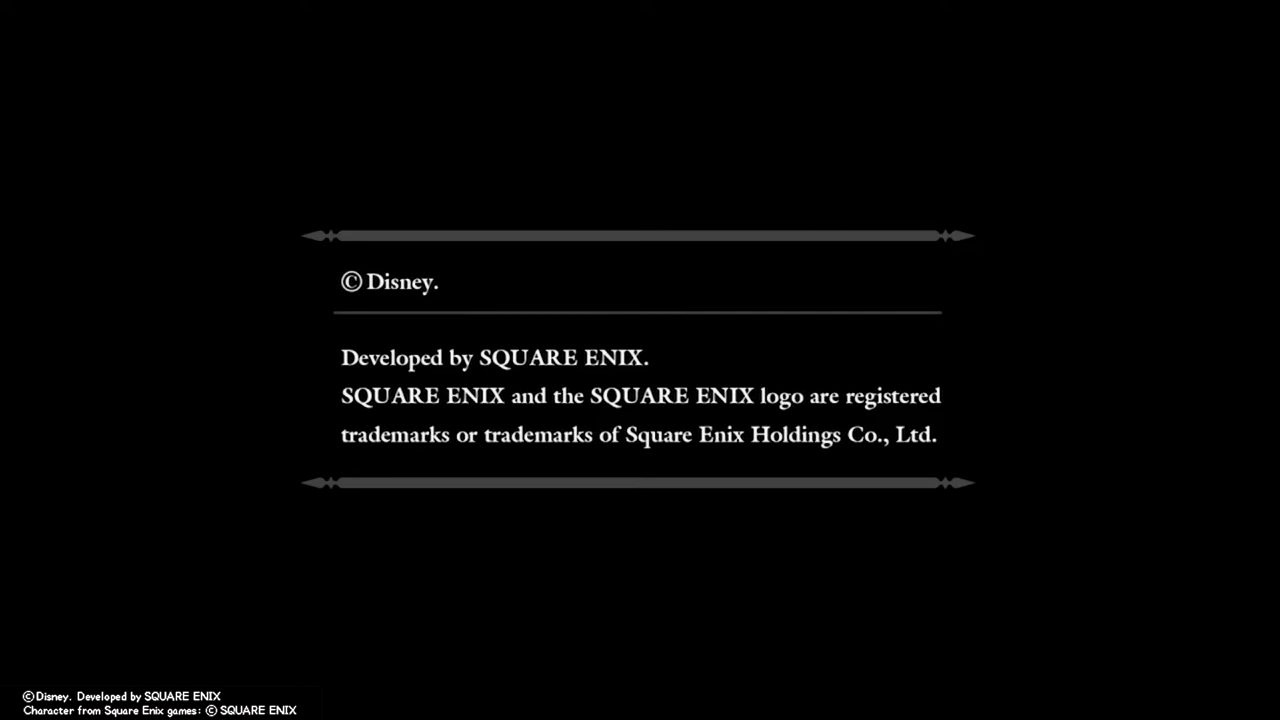 © Disney.
Developed by SQUARE ENIX.
SQUARE ENIX and the SQUARE ENIX logo are registered
trademarks or trademarks of Square Enix Holdings Co., Ltd.
©Disney. Developed by SQUARE ENIX
Character from Square Enix games: © SQUARE ENIX